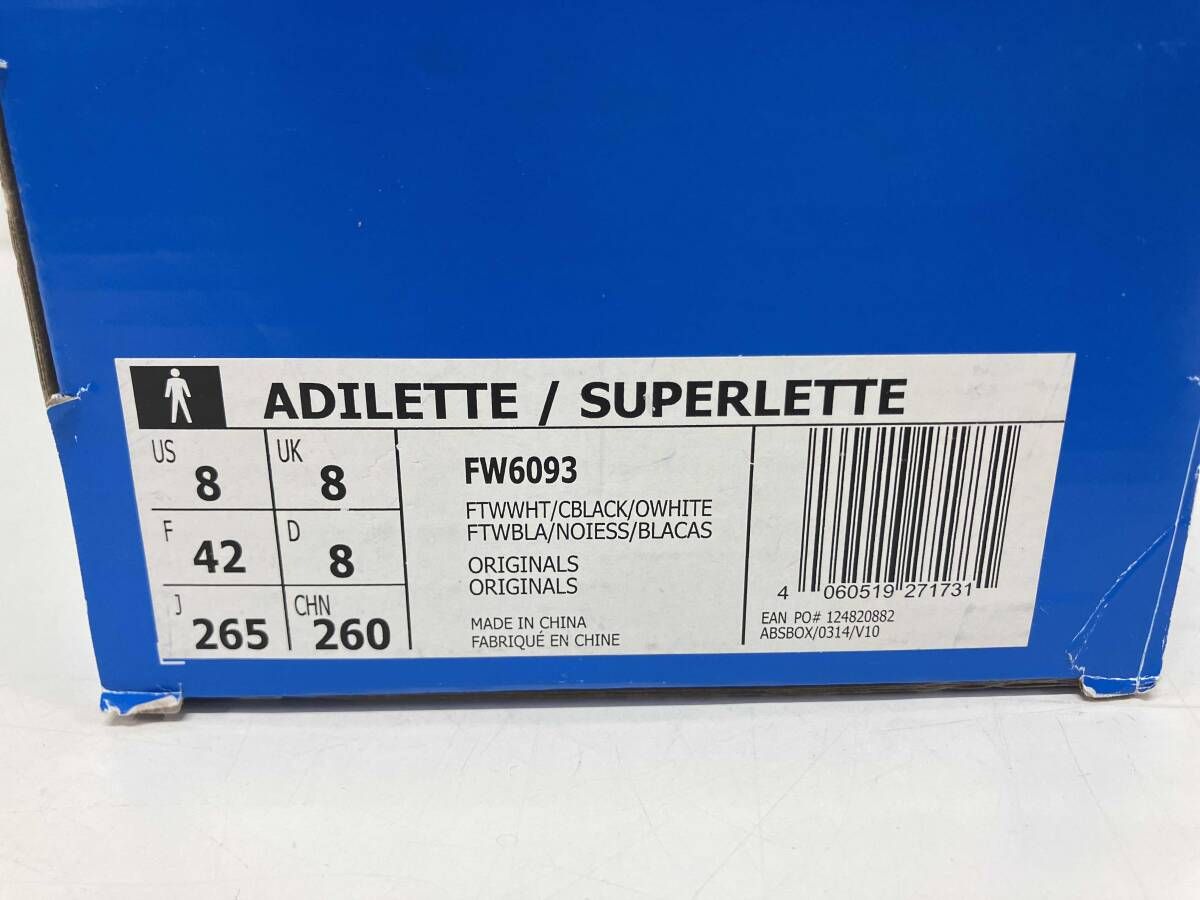 ADILETTE / SUPERLETTE
US 8 UK 8
F 42 D 8
J 265 CHN 260
FW6093
FTWWHT/CBLACK/OWHITE
FTWBLA/NOIESS/BLACAS
ORIGINALS
ORIGINALS
MADE IN CHINA
FABRIQUÉ EN CHINE
4 060519 271731
EAN PO# 124820882
ABSBOX/0314/V10